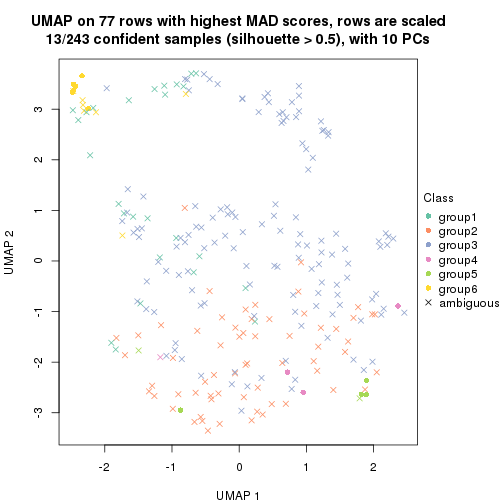 UMAP on 77 rows with highest MAD scores, rows are scaled
13/243 confident samples (silhouette > 0.5), with 10 PCs
3
2
1
0
-1
-2
-3
UMAP 2
-2
-1
0
1
2
UMAP 1
Class
group1
group2
group3
group4
group5
group6
ambiguous